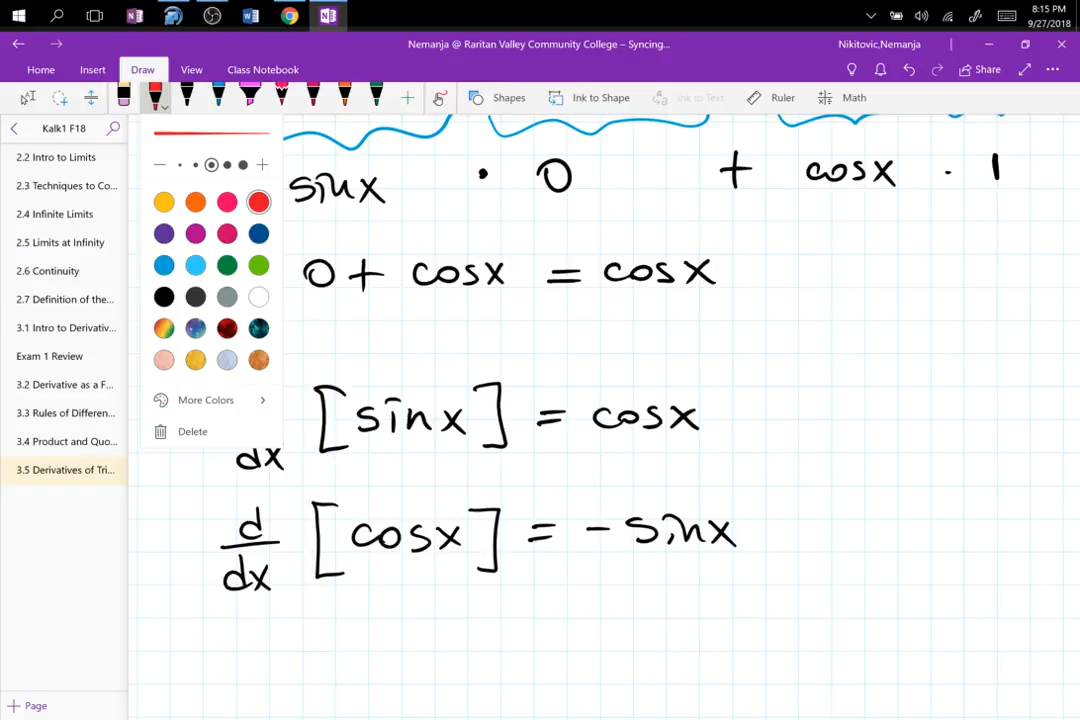 8:15 PM
9/27/2018
Nemanja @ Raritan Valley Community College – Syncing...
Nikitovic,Nemanja
Home Insert Draw View Class Notebook Share
Shapes Ink to Shape Ink to Text Ruler Math
Kalk1 F18
2.2 Intro to Limits
2.3 Techniques to Co...
2.4 Infinite Limits
2.5 Limits at Infinity
2.6 Continuity
2.7 Definition of the...
3.1 Intro to Derivativ...
Exam 1 Review
3.2 Derivative as a F...
3.3 Rules of Differen...
3.4 Product and Quo...
3.5 Derivatives of Tri...
Page
More Colors
Delete
sinx · 0 + cosx · 1
0 + cosx = cosx
dx [sinx] = cosx
d/dx [cosx] = - sinx